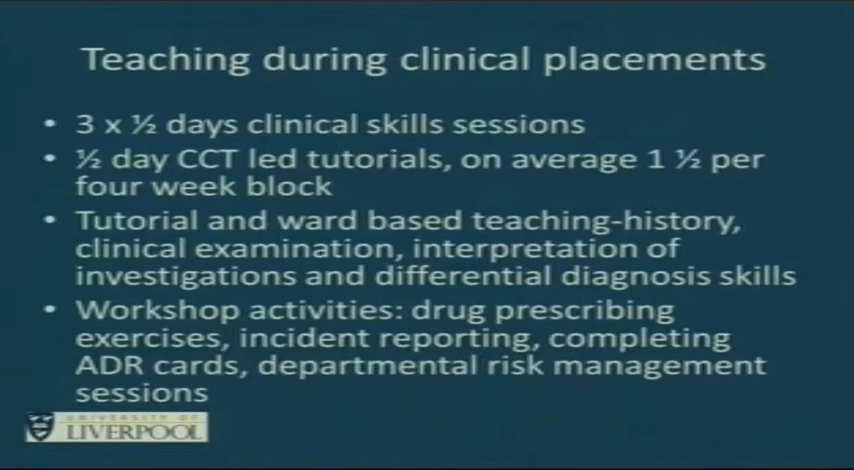 Teaching during clinical placements
• 3 x ½ days clinical skills sessions
• ½ day CCT led tutorials, on average 1 ½ per
four week block
• Tutorial and ward based teaching-history,
clinical examination, interpretation of
investigations and differential diagnosis skills
• Workshop activities: drug prescribing
exercises, incident reporting, completing
ADR cards, departmental risk management
sessions
UNIVERSITY OF
LIVERPOOL